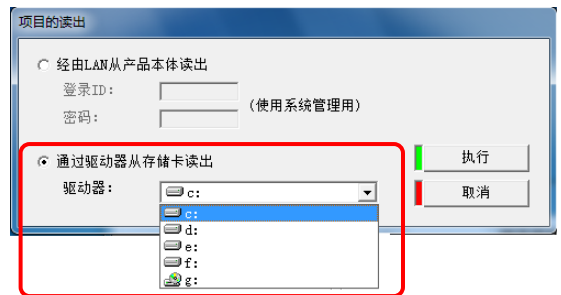 项目的读出
经由LAN从产品本体读出
登录ID:
密码:
(使用系统管理用)
通过驱动器从存储卡读出
驱动器:
c:
c:
d:
e:
f:
g:
执行
取消